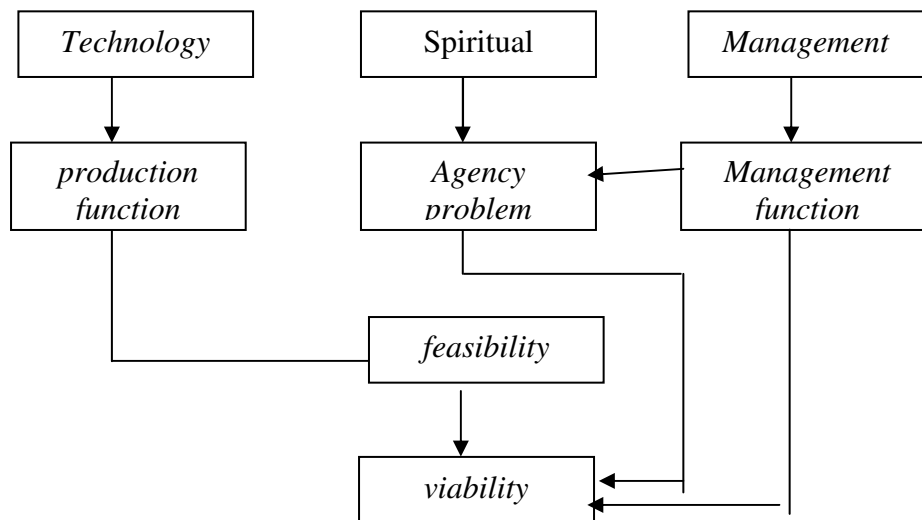 Technology
Spiritual
Management
production
function
Agency
problem
Management
function
feasibility
viability